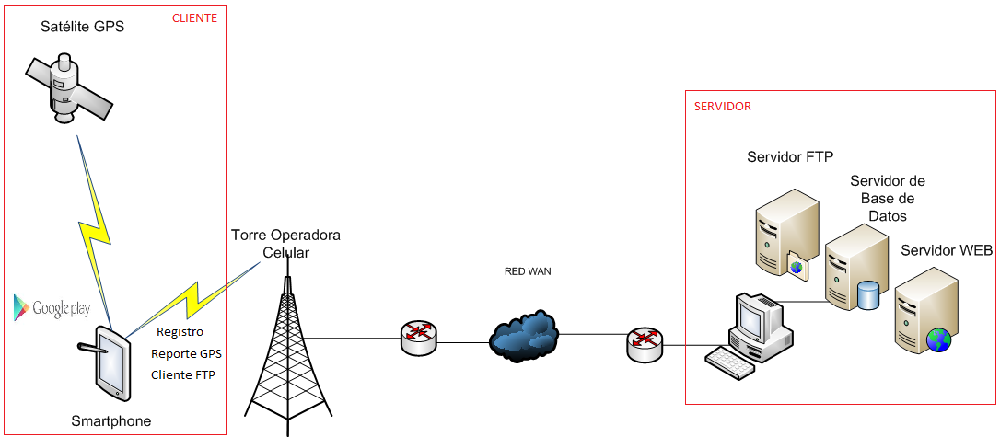 CLIENTE
Satélite GPS
SERVIDOR
Servidor FTP
Servidor de
Base de
Datos
Servidor WEB
Torre Operadora
Celular
RED WAN
Google play
Registro
Reporte GPS
Cliente FTP
Smartphone